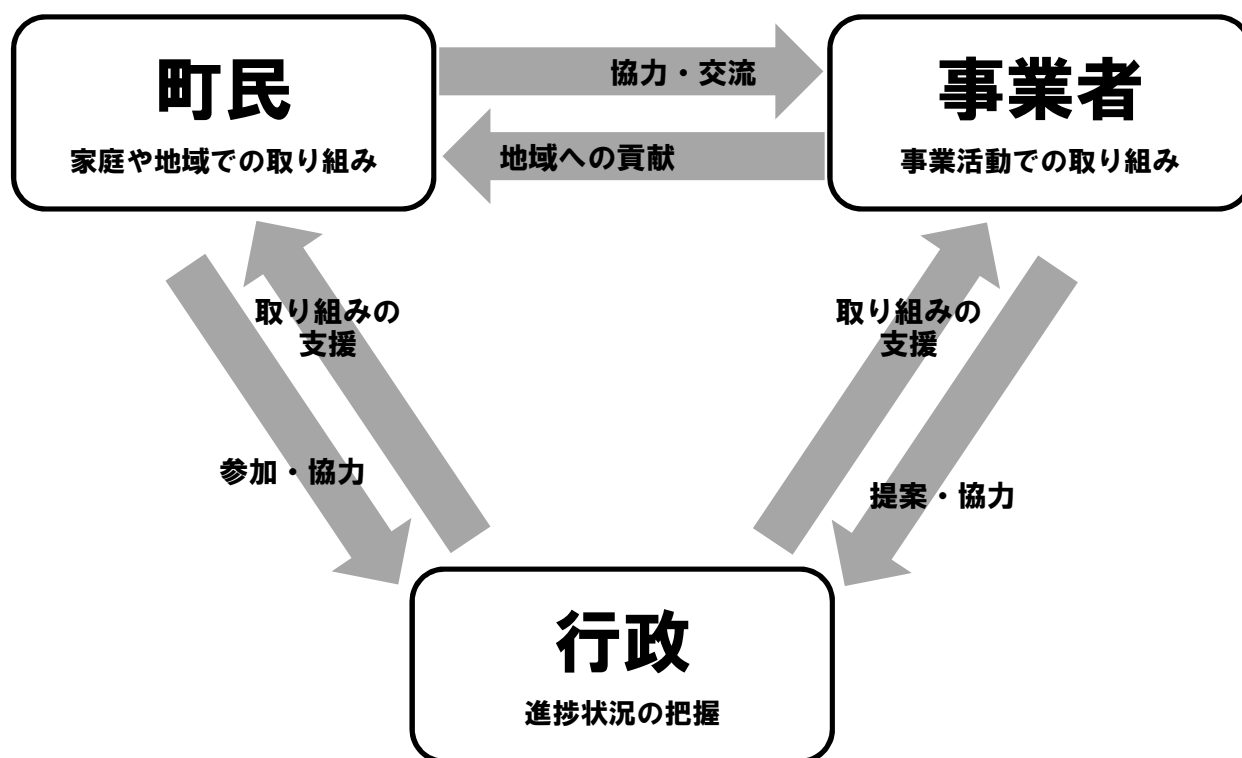 町民
家庭や地域での取り組み
協力・交流
地域への貢献
事業者
事業活動での取り組み
取り組みの
支援
参加・協力
取り組みの
支援
提案・協力
行政
進捗状況の把握